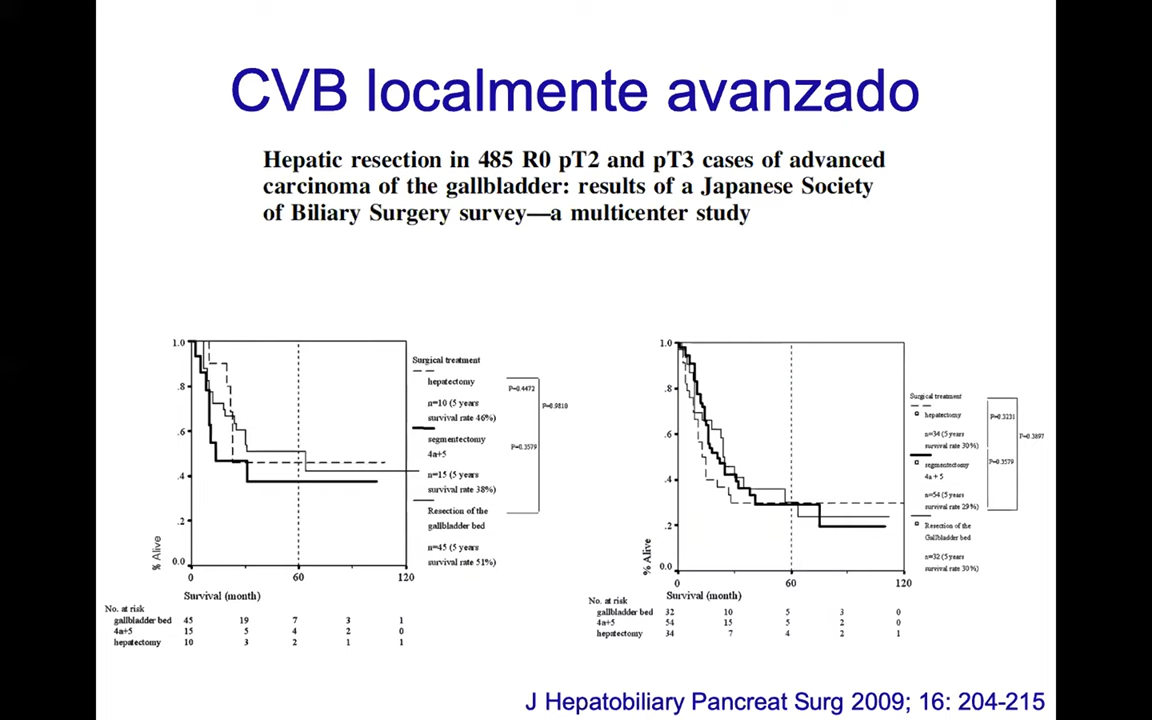 CVB localmente avanzado
Hepatic resection in 485 R0 pT2 and pT3 cases of advanced
carcinoma of the gallbladder: results of a Japanese Society
of Biliary Surgery survey—a multicenter study
1.0
.8
.6
.4
.2
0.0
% Alive
0
60
120
Survival (month)
Surgical treatment
hepatectomy
n=10 (5 years
survival rate 46%)
segmentectomy
4a+5
n=15 (5 years
survival rate 38%)
Resection of the
gallbladder bed
n=45 (5 years
survival rate 51%)
P=0.4472
P=0.9810
P=0.3579
No. at risk
gallbladder bed 45 19 7 3 1
4a+5 15 5 4 2 0
hepatectomy 10 3 2 1 1
1.0
.8
.6
.4
.2
0.0
% Alive
0
60
120
Survival (month)
Surgical treatment
hepatectomy
n=34 (5 years
survival rate 30%)
segmentectomy
4a + 5
n=54 (5 years
survival rate 29%)
Resection of the
Gallbladder bed
n=32 (5 years
survival rate 30%)
P=0.3231
P=0.3897
P=0.3579
No. at risk
gallbladder bed 32 10 5 3 0
4a+5 54 15 5 2 0
hepatectomy 34 7 4 2 1
J Hepatobiliary Pancreat Surg 2009; 16: 204-215